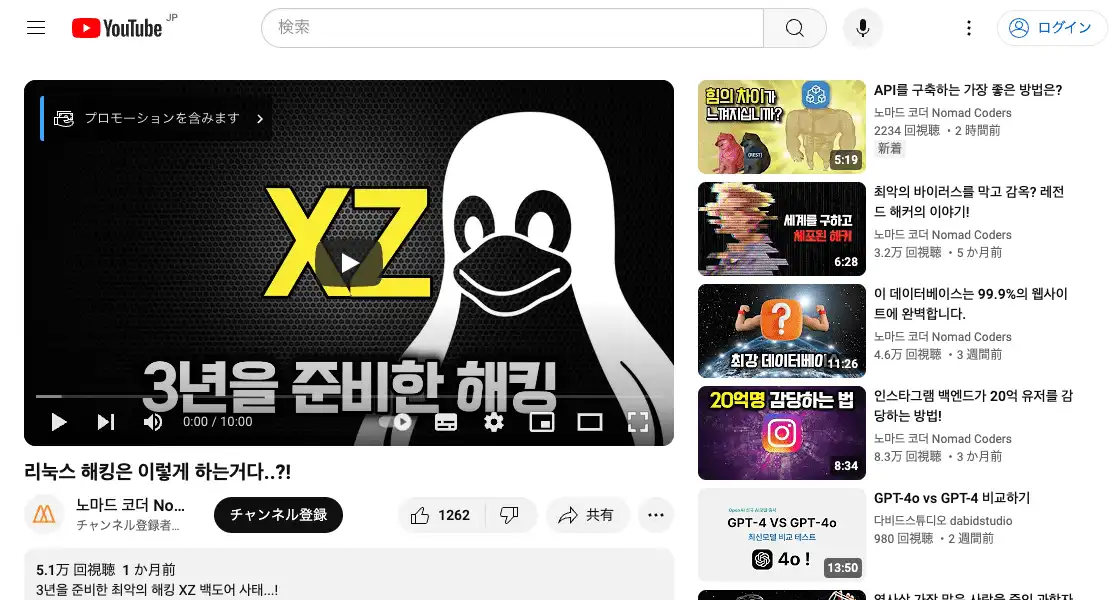 YouTube JP
検索
ログイン
プロモーションを含みます
XZ
3년을 준비한 해킹
0:00 / 10:00
리눅스 해킹은 이렇게 하는거다..?!
노마드 코더 No...
チャンネル登録者...
チャンネル登録
1262
共有
5.1万 回視聴 1 か月前
3년을 준비한 최악의 해킹 XZ 백도어 사태...!
힘의 차이가
느껴지십니까?
{REST}
5:19
API를 구축하는 가장 좋은 방법은?
노마드 코더 Nomad Coders
2234 回視聴 ・2 時間前
新着
세계를 구하고
체포된 해커
6:28
최악의 바이러스를 막고 감옥? 레전
드 해커의 이야기!
노마드 코더 Nomad Coders
3.2万 回視聴 ・5 か月前
?
최강 데이터베이스
11:26
이 데이터베이스는 99.9%의 웹사이
트에 완벽합니다.
노마드 코더 Nomad Coders
4.6万 回視聴 ・3 週間前
20억명 감당하는 법
8:34
인스타그램 백엔드가 20억 유저를 감
당하는 방법!
노마드 코더 Nomad Coders
8.3万 回視聴 ・3 か月前
GPT-4 VS GPT-4o
최신모델 비교 테스트
4o !
13:50
GPT-4o vs GPT-4 비교하기
다비드스튜디오 dabidstudio
980 回視聴 ・2 週間前
역사상 가장 많은 사람을 죽인 과학자